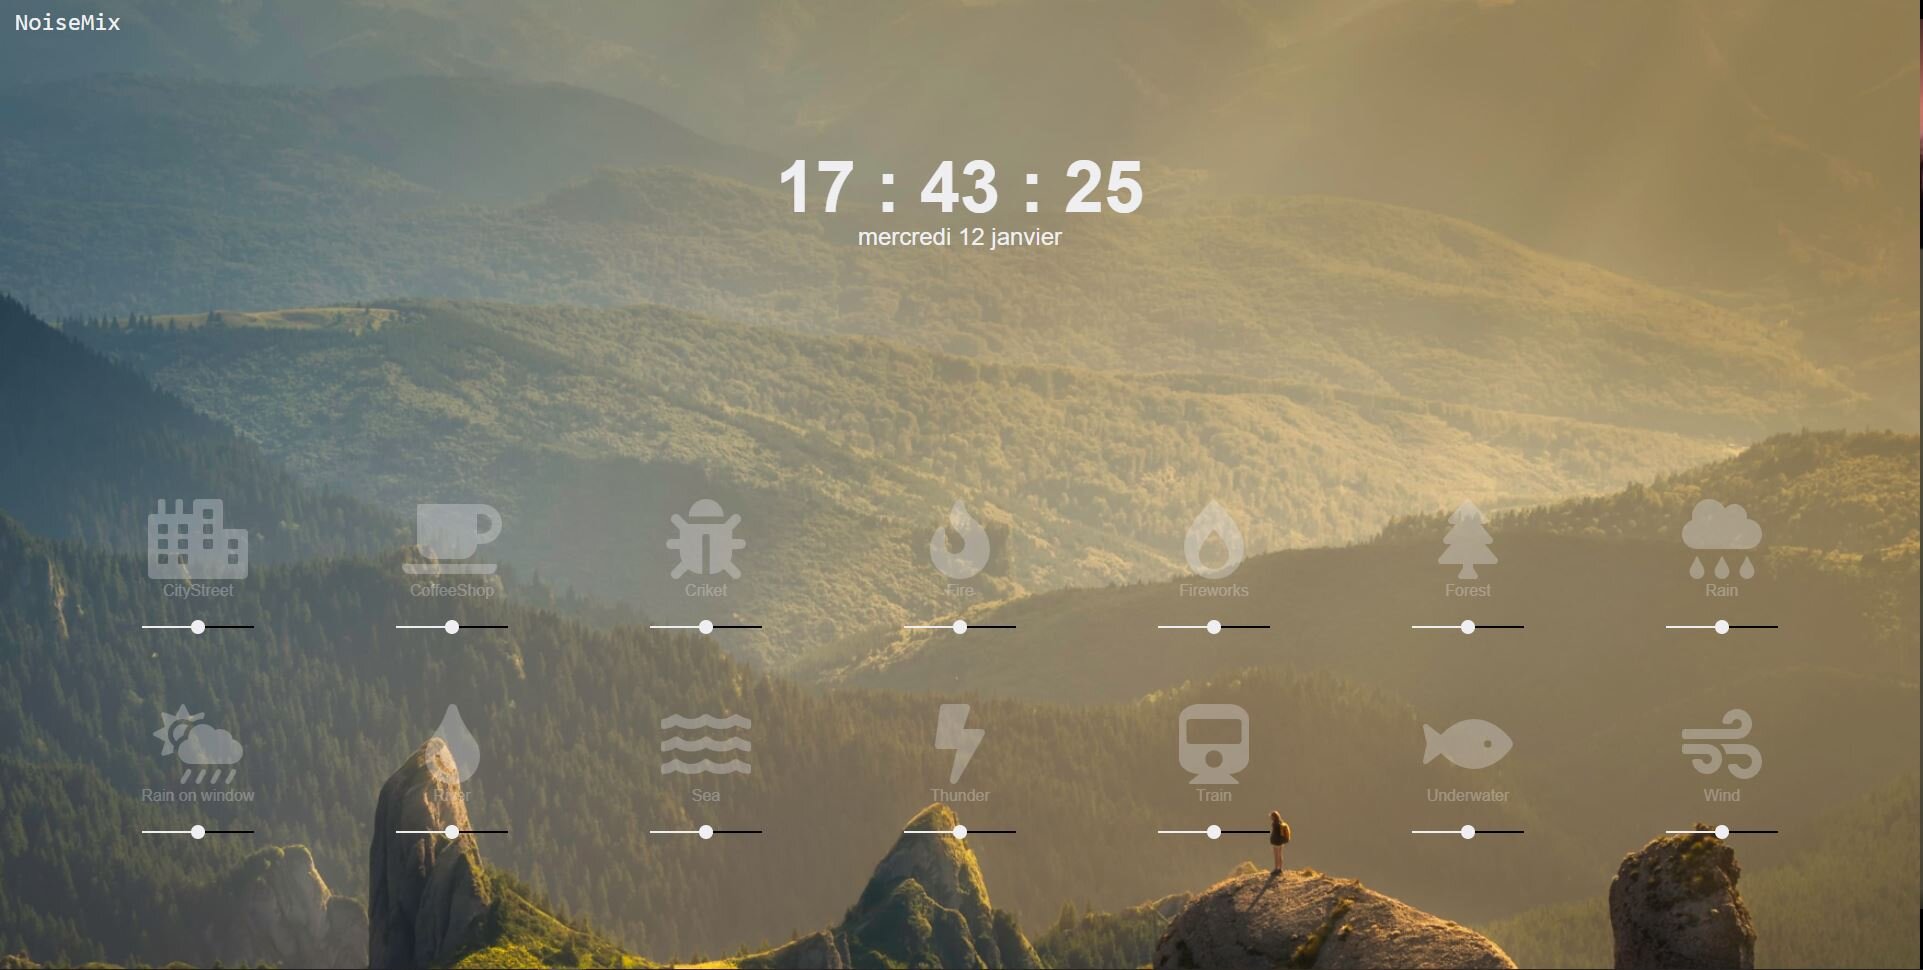 NoiseMix
17 : 43 : 25
mercredi 12 janvier
CityStreet
CoffeeShop
Criket
Fire
Fireworks
Forest
Rain
Rain on window
River
Sea
Thunder
Train
Underwater
Wind